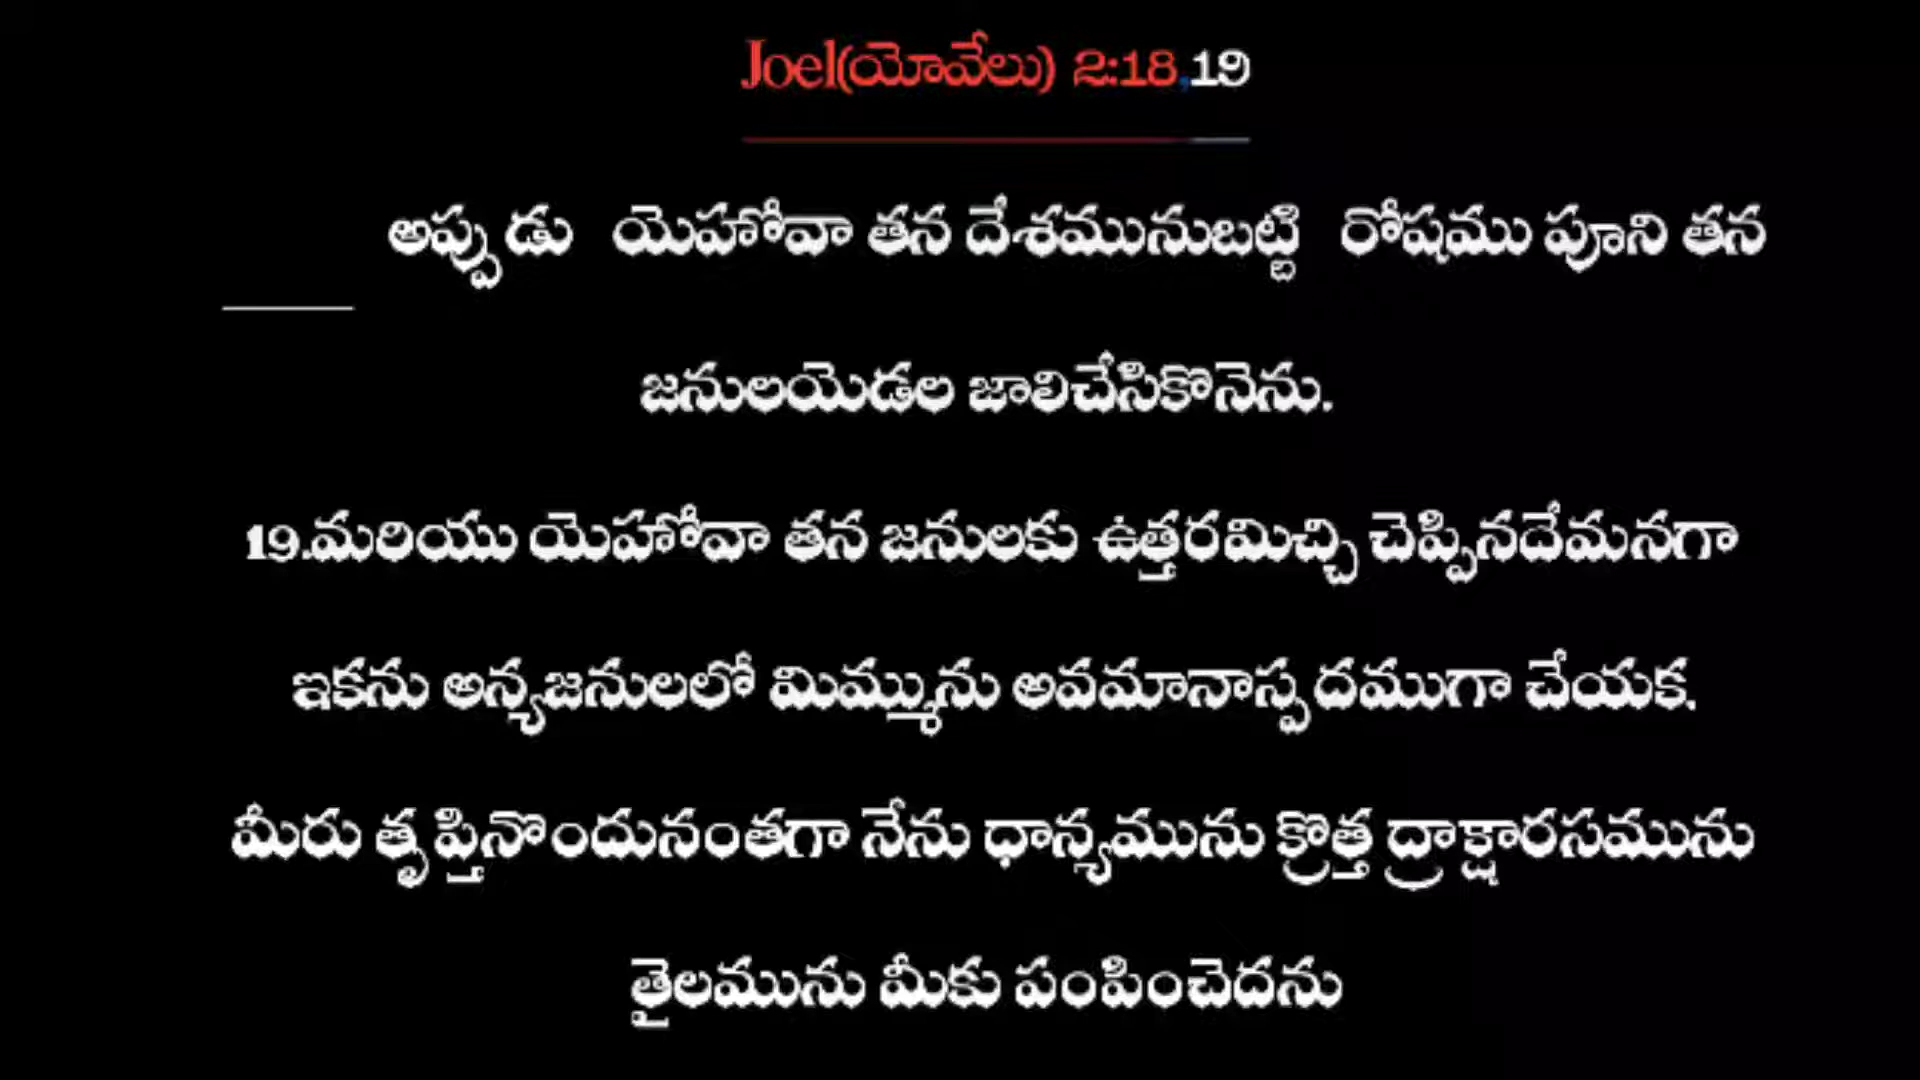 Joel(యోవేలు) 2:18,19
అప్పుడు యెహోవా తన దేశమునుబట్టి రోషము పూని తన
జనులయెడల జాలిచేసికొనెను.
19.మరియు యెహోవా తన జనులకు ఉత్తరమిచ్చి చెప్పినదేమనగా
ఇకను అన్యజనులలో మిమ్మును అవమానాస్పదముగా చేయక.
మీరు తృప్తినొందునంతగా నేను ధాన్యమును క్రొత్త ద్రాక్షారసమును
తైలమును మీకు పంపించెదను